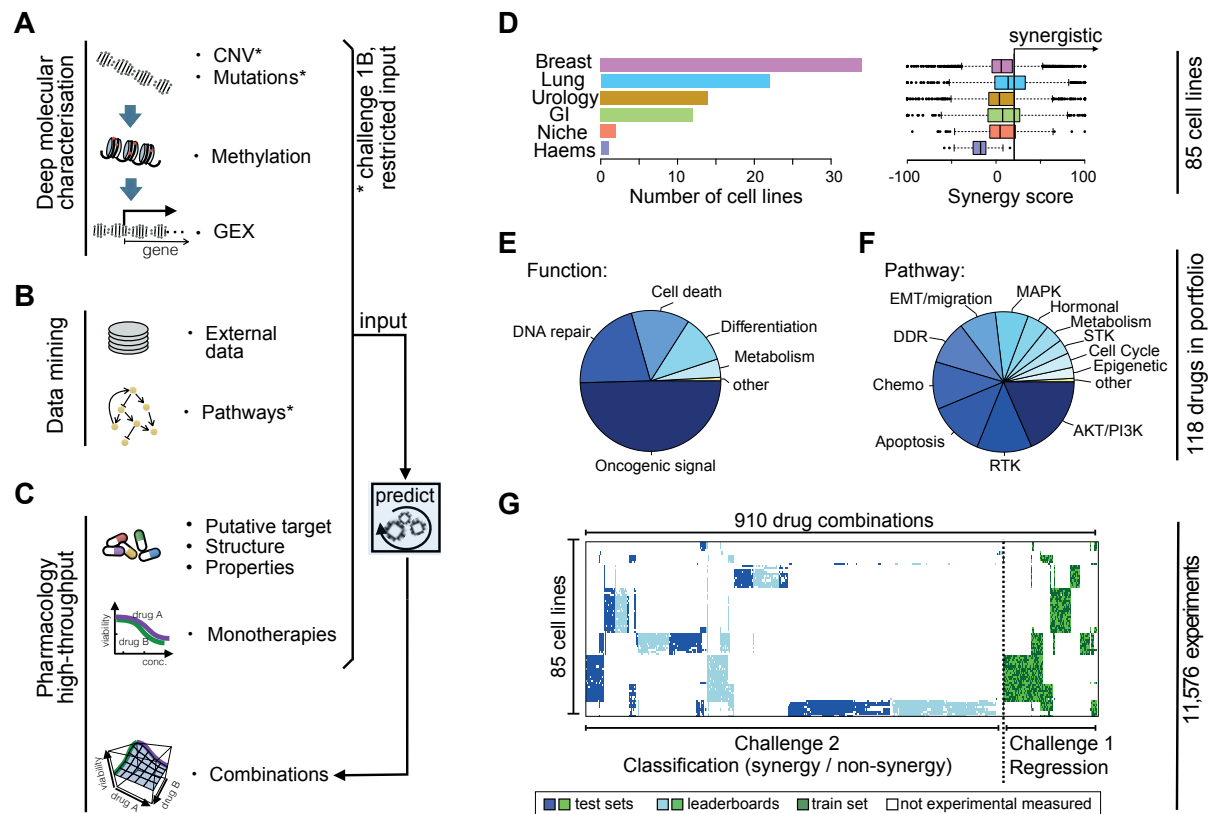 A
Deep molecular
characterisation
· CNV*
· Mutations*
· Methylation
· GEX
gene
* challenge 1B,
restricted input
B
Data mining
· External
data
· Pathways*
input
predict
C
Pharmacology
high-throughput
• Putative target
• Structure
• Properties
viability
drug A
drug B
conc.
· Monotherapies
viability
drug A
drug B
· Combinations
D
Breast
Lung
Urology
GI
Niche
Haems
0 10 20 30
Number of cell lines
synergistic
-100 0 100
Synergy score
85 cell lines
E
Function:
Cell death
DNA repair
Differentiation
Metabolism
other
Oncogenic signal
F
Pathway:
MAPK
EMT/migration
Hormonal
Metabolism
DDR
STK
Cell Cycle
Epigenetic
Chemo
other
Apoptosis
AKT/PI3K
RTK
118 drugs in portfolio
G
910 drug combinations
85 cell lines
Challenge 2
Classification (synergy / non-synergy)
Challenge 1
Regression
test sets leaderboards train set not experimental measured
11,576 experiments